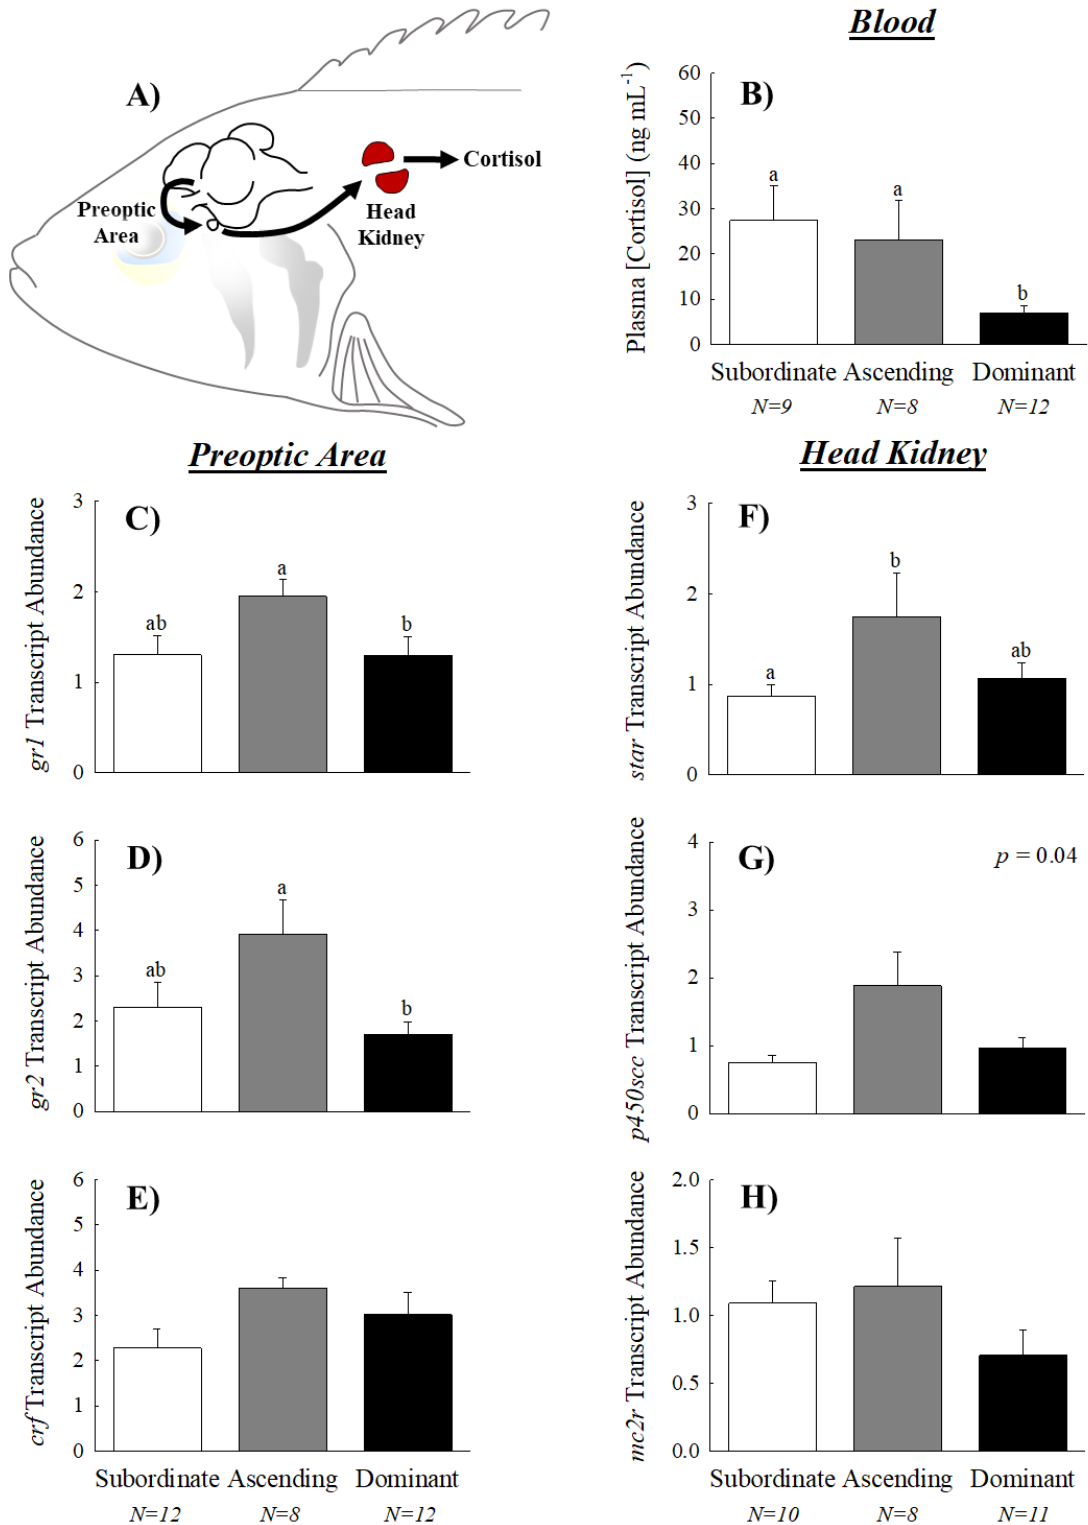 A)
Preoptic
Area
Head
Kidney
Cortisol
Blood
B)
Plasma [Cortisol] (ng mL⁻¹)
60
50
40
30
20
10
0
a
a
b
Subordinate Ascending Dominant
N=9 N=8 N=12
Preoptic Area
C)
gr1 Transcript Abundance
3
2
1
0
ab
a
b
D)
gr2 Transcript Abundance
6
5
4
3
2
1
0
ab
a
b
E)
crf Transcript Abundance
6
5
4
3
2
1
0
Subordinate Ascending Dominant
N=12 N=8 N=12
Head Kidney
F)
star Transcript Abundance
3
2
1
0
a
b
ab
G)
p = 0.04
p450scc Transcript Abundance
4
3
2
1
0
H)
mc2r Transcript Abundance
2.0
1.5
1.0
0.5
0.0
Subordinate Ascending Dominant
N=10 N=8 N=11